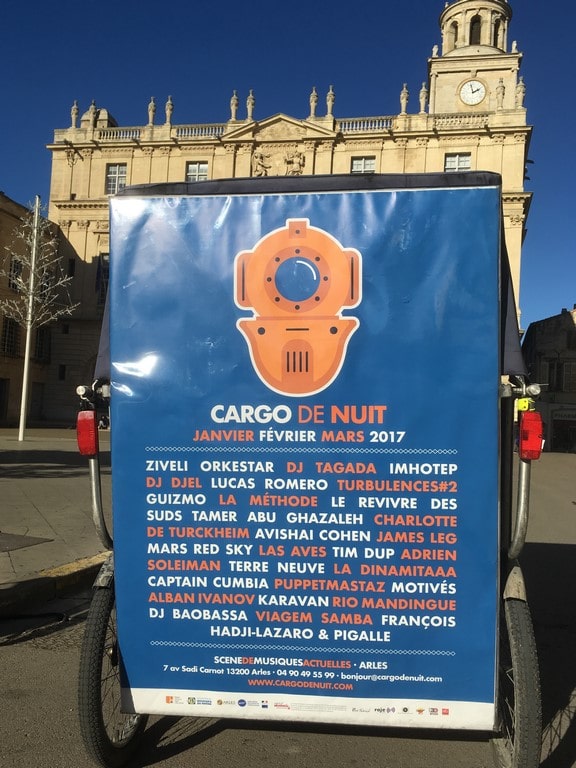 CARGO DE NUIT
JANVIER FÉVRIER MARS 2017
ZIVELI ORKESTAR DJ TAGADA IMHOTEP
DJ DJEL LUCAS ROMERO TURBULENCES#2
GUIZMO LA MÉTHODE LE REVIVRE DES
SUDS TAMER ABU GHAZALEH CHARLOTTE
DE TURCKHEIM AVISHAI COHEN JAMES LEG
MARS RED SKY LAS AVES TIM DUP ADRIEN
SOLEIMAN TERRE NEUVE LA DINAMITAAA
CAPTAIN CUMBIA PUPPETMASTAZ MOTIVÉS
ALBAN IVANOV KARAVAN RIO MANDINGUE
DJ BAOBASSA VIAGEM SAMBA FRANÇOIS
HADJI-LAZARO & PIGALLE
SCENEDEMUSIQUESACTUELLES • ARLES
7 av Sadi Carnot 13200 Arles • 04 90 49 55 99 • bonjour@cargodenuit.com
WWW.CARGODENUIT.COM